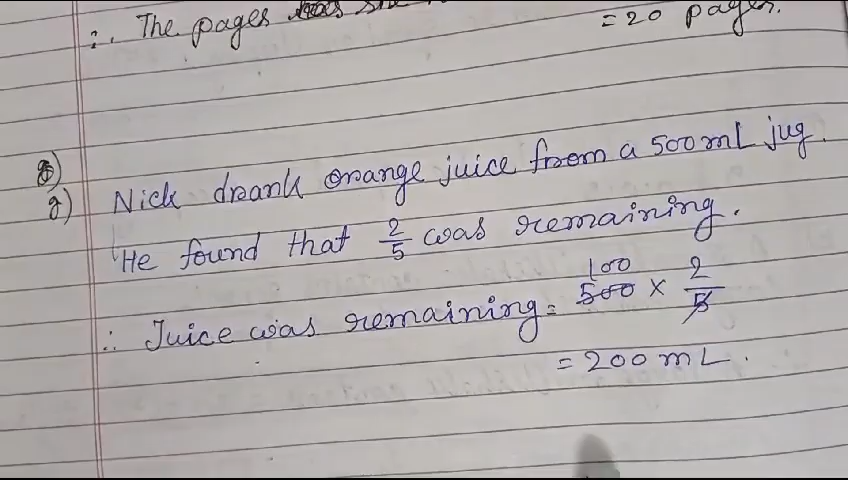 ∴ The pages
= 20 pages.
g) Nick drank orange juice from a 500 mL jug.
He found that 2/5 was remaining.
100
∴ Juice was remaining = 500 × 2/5
= 200 mL.